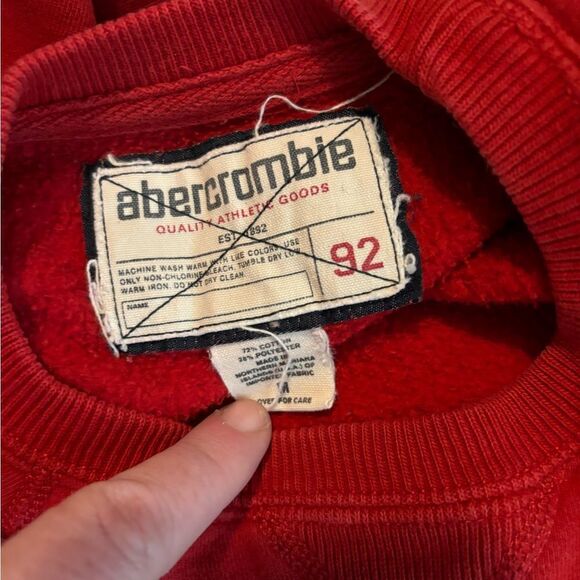 abercrombie
QUALITY ATHLETIC GOODS
EST. 1892
MACHINE WASH WARM WITH LIKE COLORS. USE
ONLY NON-CHLORINE BLEACH, TUMBLE DRY LOW
WARM IRON. DO NOT DRY CLEAN.
NAME
92
72% COTTON
28% POLYESTER
MADE IN
NORTHERN MARIANA
ISLANDS (U.S.A.) OF
IMPORTED FABRIC
M
OVER FOR CARE